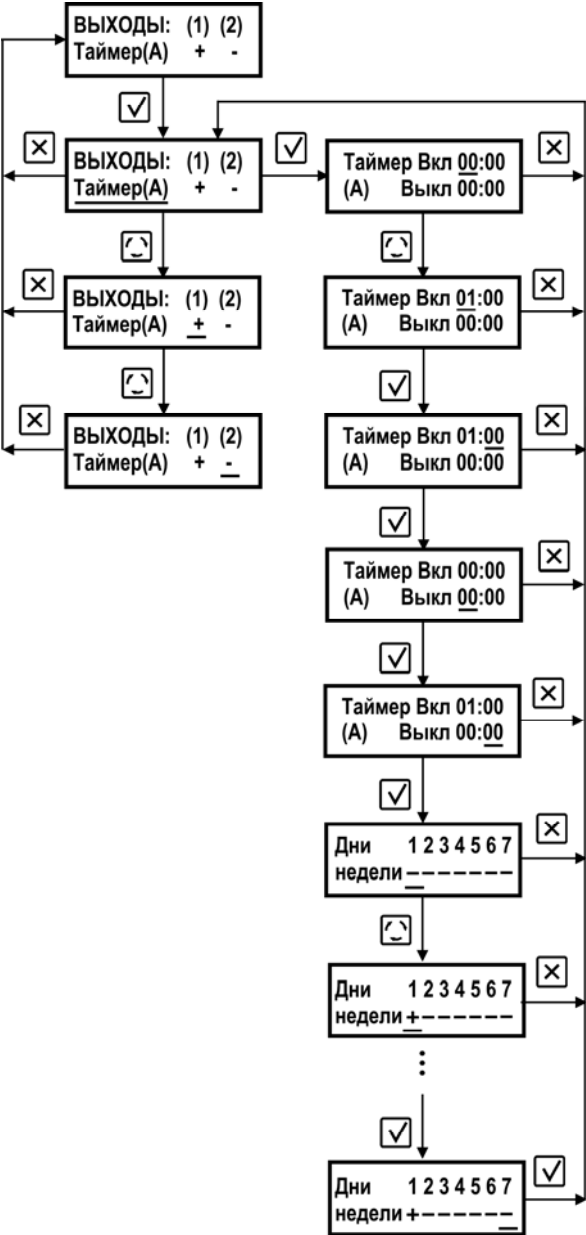 ВЫХОДЫ: (1) (2)
Таймер(А) + -
ВЫХОДЫ: (1) (2)
Таймер(А) + -
ВЫХОДЫ: (1) (2)
Таймер(А) + -
ВЫХОДЫ: (1) (2)
Таймер(А) + -
Таймер Вкл 00:00
(А) Выкл 00:00
Таймер Вкл 01:00
(А) Выкл 00:00
Таймер Вкл 01:00
(А) Выкл 00:00
Таймер Вкл 00:00
(А) Выкл 00:00
Таймер Вкл 01:00
(А) Выкл 00:00
Дни 1 2 3 4 5 6 7
недели - - - - - - -
Дни 1 2 3 4 5 6 7
недели + - - - - - -
⋮
Дни 1 2 3 4 5 6 7
недели + - - - - - -